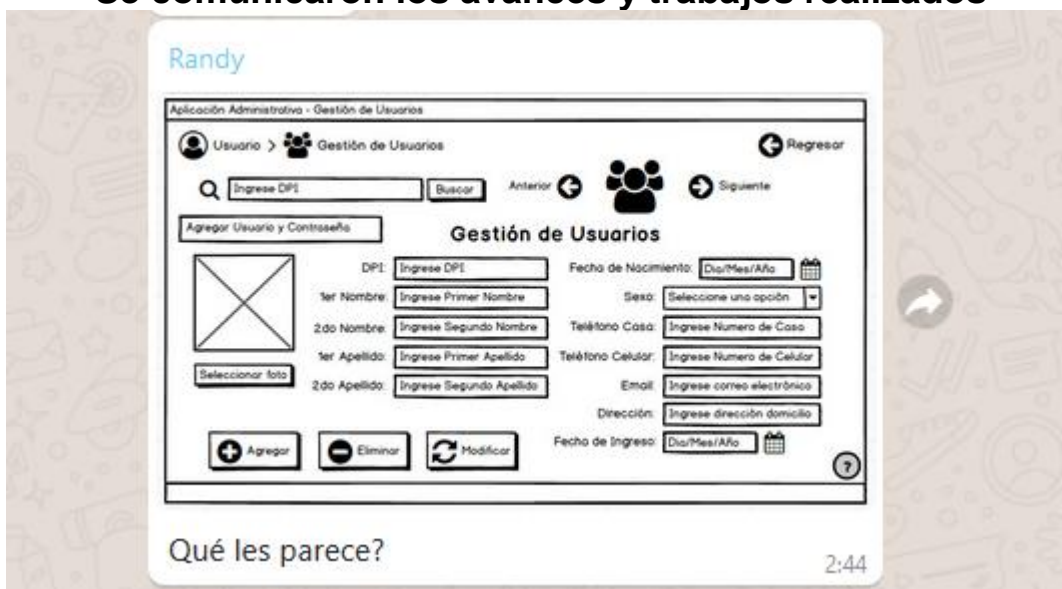 Se comunicaron los avances y trabajos realizados
Randy
Aplicación Administrativa - Gestión de Usuarios
Usuario > Gestión de Usuarios
Regresar
Ingrese DPI
Buscar
Anterior
Siguiente
Agregar Usuario y Contraseña
Gestión de Usuarios
DPI: Ingrese DPI
Fecha de Nacimiento: Dia/Mes/Año
1er Nombre: Ingrese Primer Nombre
Sexo: Seleccione una opción
2do Nombre: Ingrese Segundo Nombre
Teléfono Casa: Ingrese Numero de Casa
1er Apellido: Ingrese Primer Apellido
Teléfono Celular: Ingrese Numero de Celular
Seleccionar foto
2do Apellido: Ingrese Segundo Apellido
Email: Ingrese correo electrónico
Dirección: Ingrese dirección domicilio
Fecha de Ingreso: Dia/Mes/Año
Agregar
Eliminar
Modificar
?
Qué les parece?
2:44